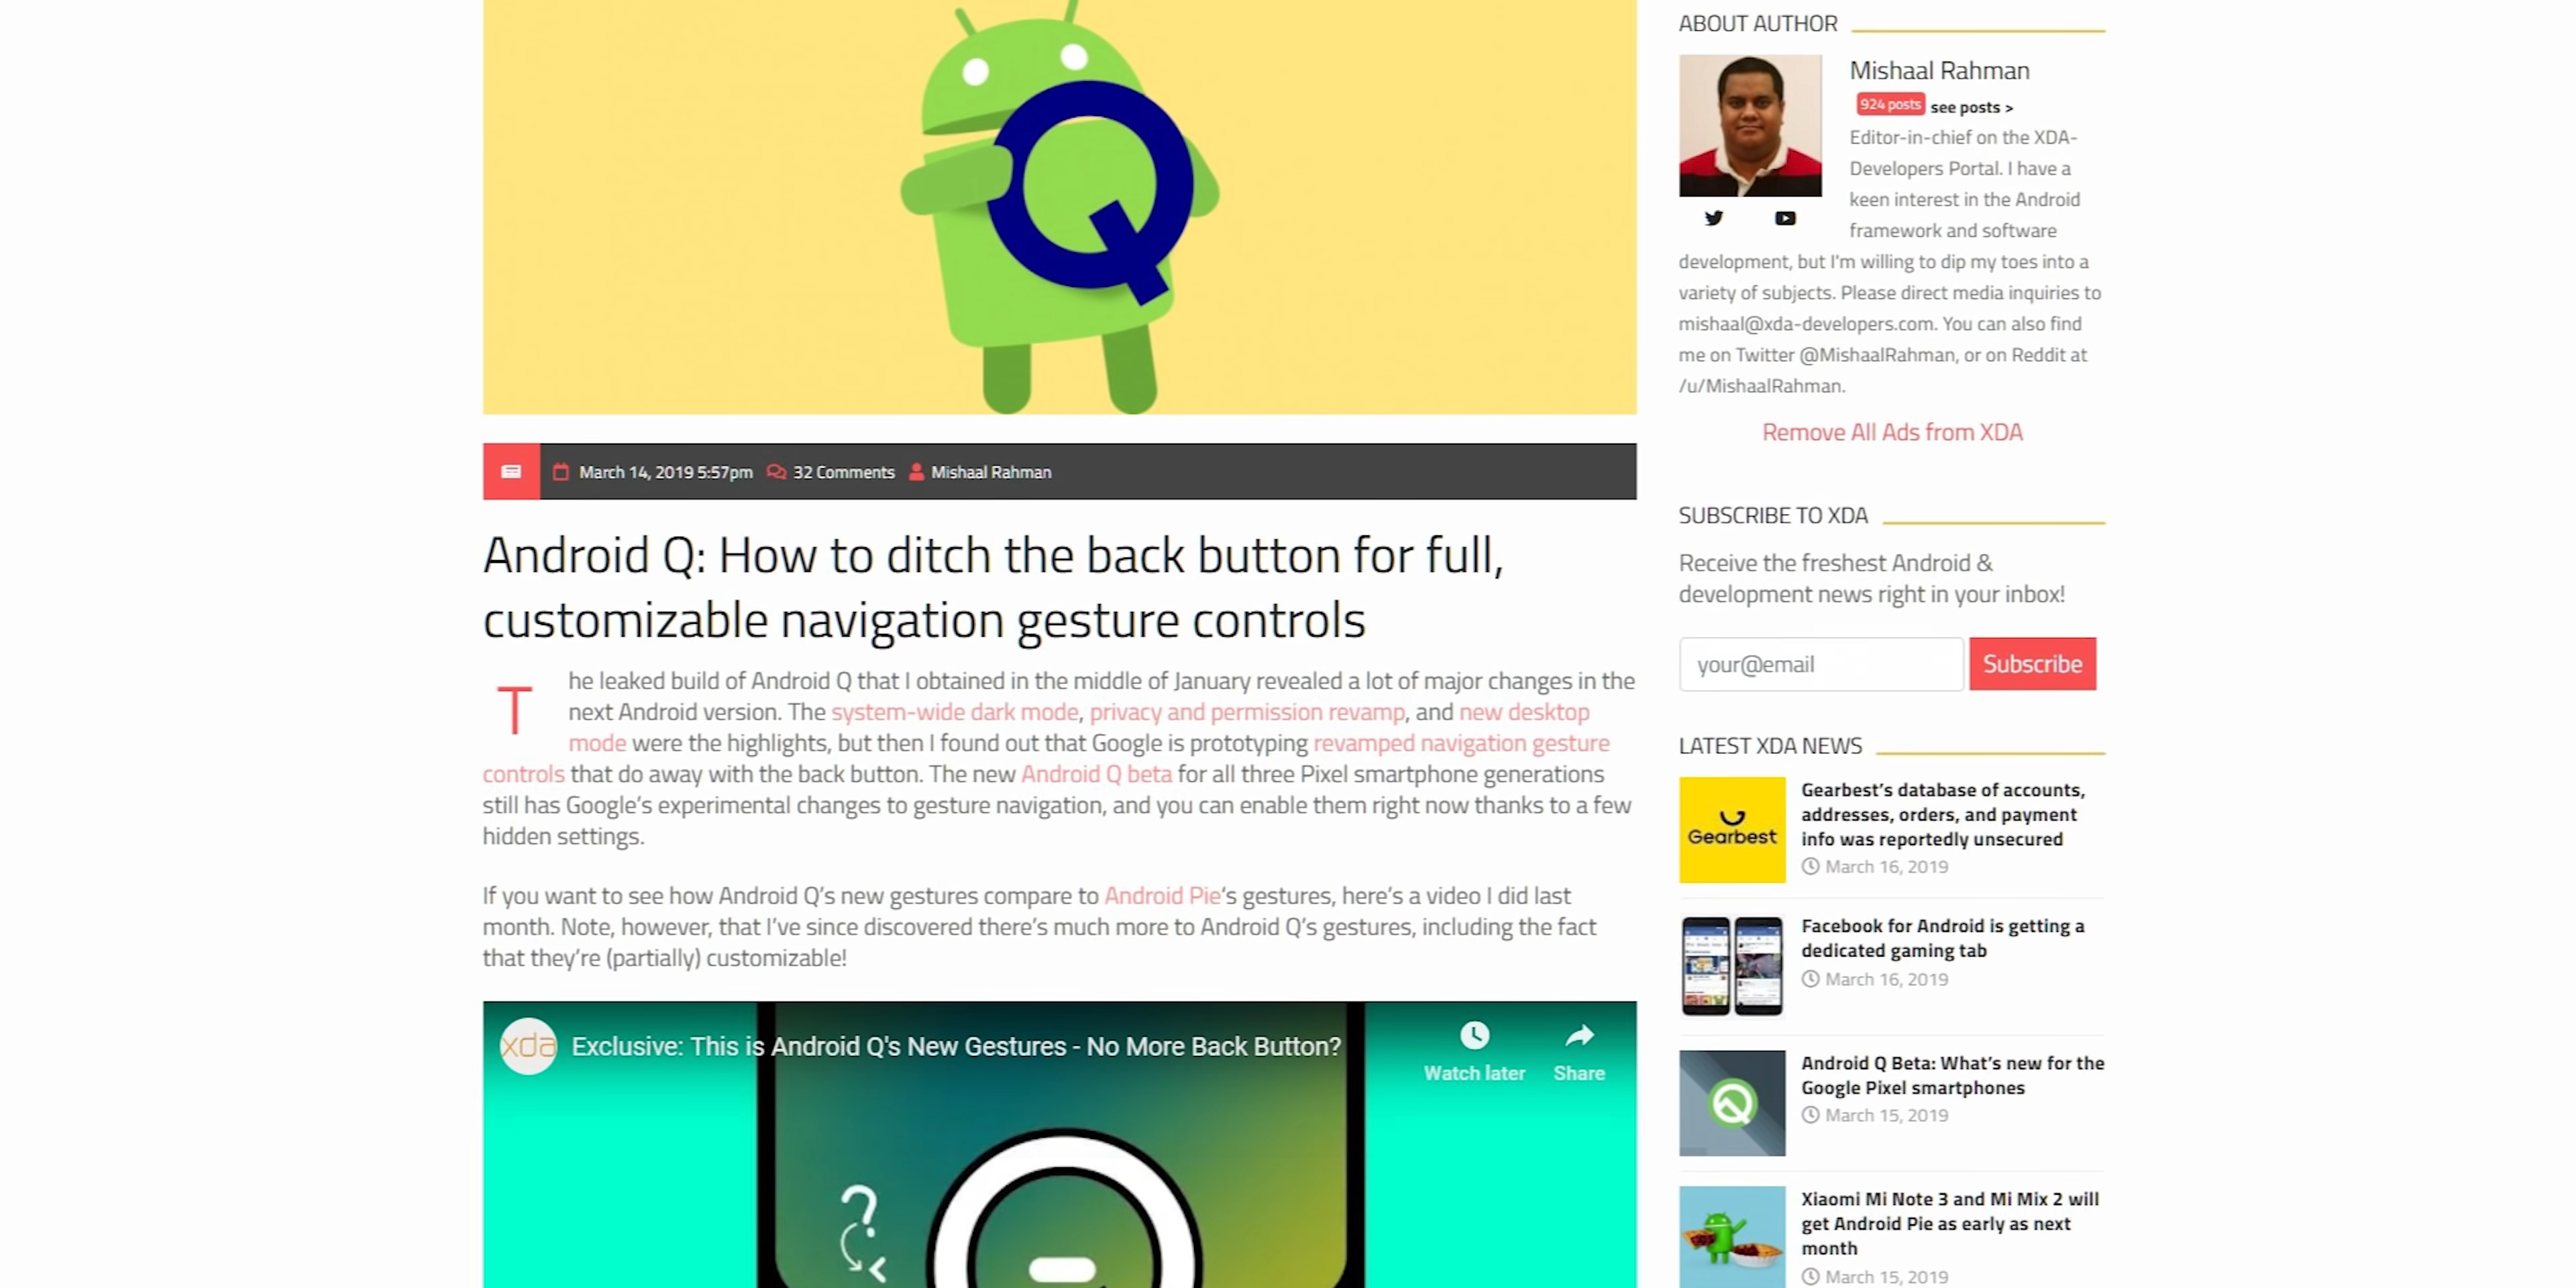 March 14, 2019 5:57pm 32 Comments Mishaal Rahman
Android Q: How to ditch the back button for full,
customizable navigation gesture controls
The leaked build of Android Q that I obtained in the middle of January revealed a lot of major changes in the
next Android version. The system-wide dark mode, privacy and permission revamp, and new desktop
mode were the highlights, but then I found out that Google is prototyping revamped navigation gesture
controls that do away with the back button. The new Android Q beta for all three Pixel smartphone generations
still has Google's experimental changes to gesture navigation, and you can enable them right now thanks to a few
hidden settings.
If you want to see how Android Q's new gestures compare to Android Pie's gestures, here's a video I did last
month. Note, however, that I've since discovered there's much more to Android Q's gestures, including the fact
that they're (partially) customizable!
xda Exclusive: This is Android Q's New Gestures - No More Back Button?
Watch later Share
ABOUT AUTHOR
Mishaal Rahman
924 posts see posts >
Editor-in-chief on the XDA-
Developers Portal. I have a
keen interest in the Android
framework and software
development, but I'm willing to dip my toes into a
variety of subjects. Please direct media inquiries to
mishaal@xda-developers.com. You can also find
me on Twitter @MishaalRahman, or on Reddit at
/u/MishaalRahman.
Remove All Ads from XDA
SUBSCRIBE TO XDA
Receive the freshest Android &
development news right in your inbox!
your@email Subscribe
LATEST XDA NEWS
Gearbest
Gearbest's database of accounts,
addresses, orders, and payment
info was reportedly unsecured
March 16, 2019
Facebook for Android is getting a
dedicated gaming tab
March 16, 2019
Android Q Beta: What's new for the
Google Pixel smartphones
March 15, 2019
Xiaomi Mi Note 3 and Mi Mix 2 will
get Android Pie as early as next
month
March 15, 2019